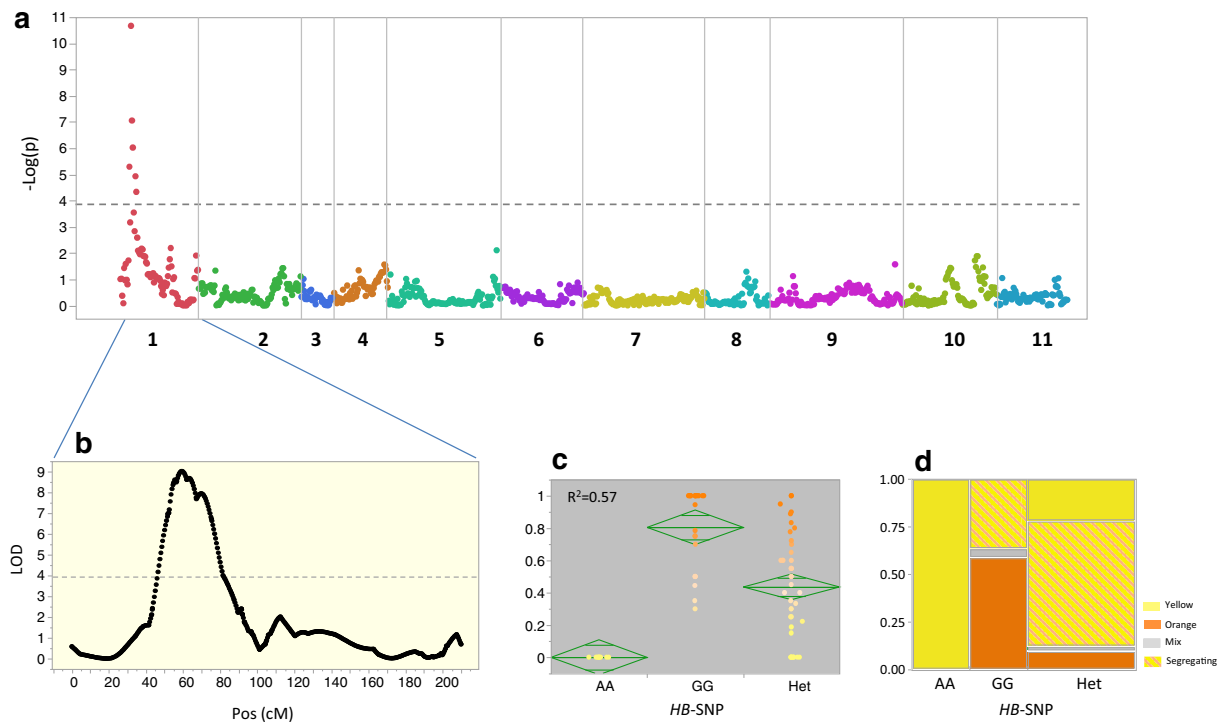 a
11
10
9
8
7
6
5
4
3
2
1
0
-Log(p)
1 2 3 4 5 6 7 8 9 10 11
b
9
8
7
6
5
4
3
2
1
0
LOD
0 20 40 60 80 100 120 140 160 180 200
Pos (cM)
c
R²=0.57
1
0.8
0.6
0.4
0.2
0
AA GG Het
HB-SNP
d
1.00
0.75
0.50
0.25
0.00
AA GG Het
HB-SNP
Yellow
Orange
Mix
Segregating